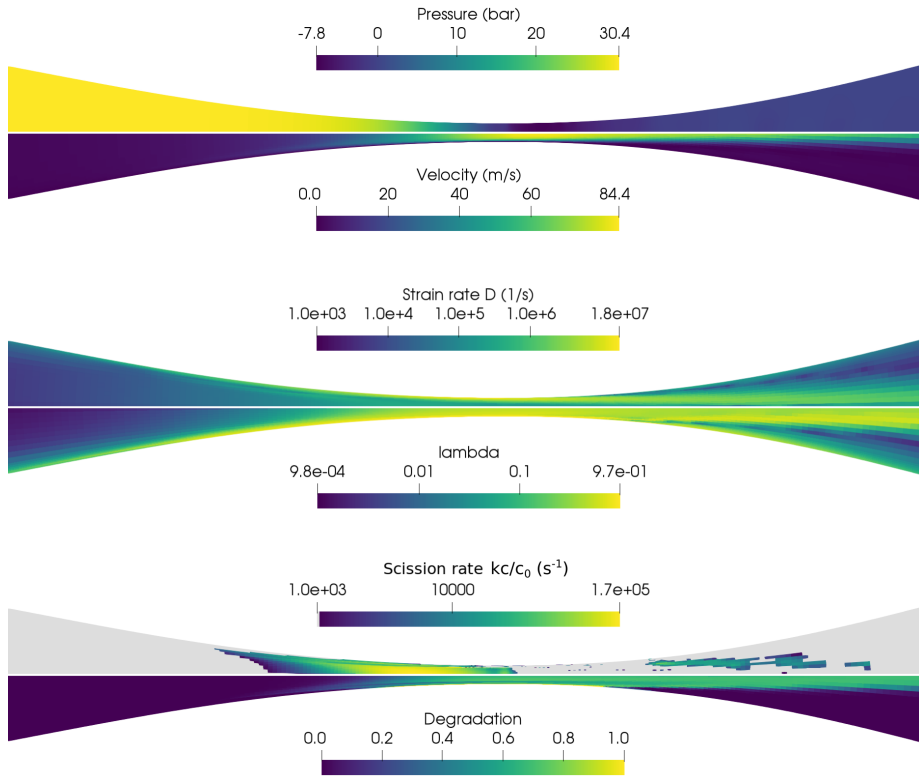 Pressure (bar)
-7.8 0 10 20 30.4
Velocity (m/s)
0.0 20 40 60 84.4
Strain rate D (1/s)
1.0e+03 1.0e+4 1.0e+5 1.0e+6 1.8e+07
lambda
9.8e-04 0.01 0.1 9.7e-01
Scission rate kc/c₀ (s⁻¹)
1.0e+03 10000 1.7e+05
Degradation
0.0 0.2 0.4 0.6 0.8 1.0